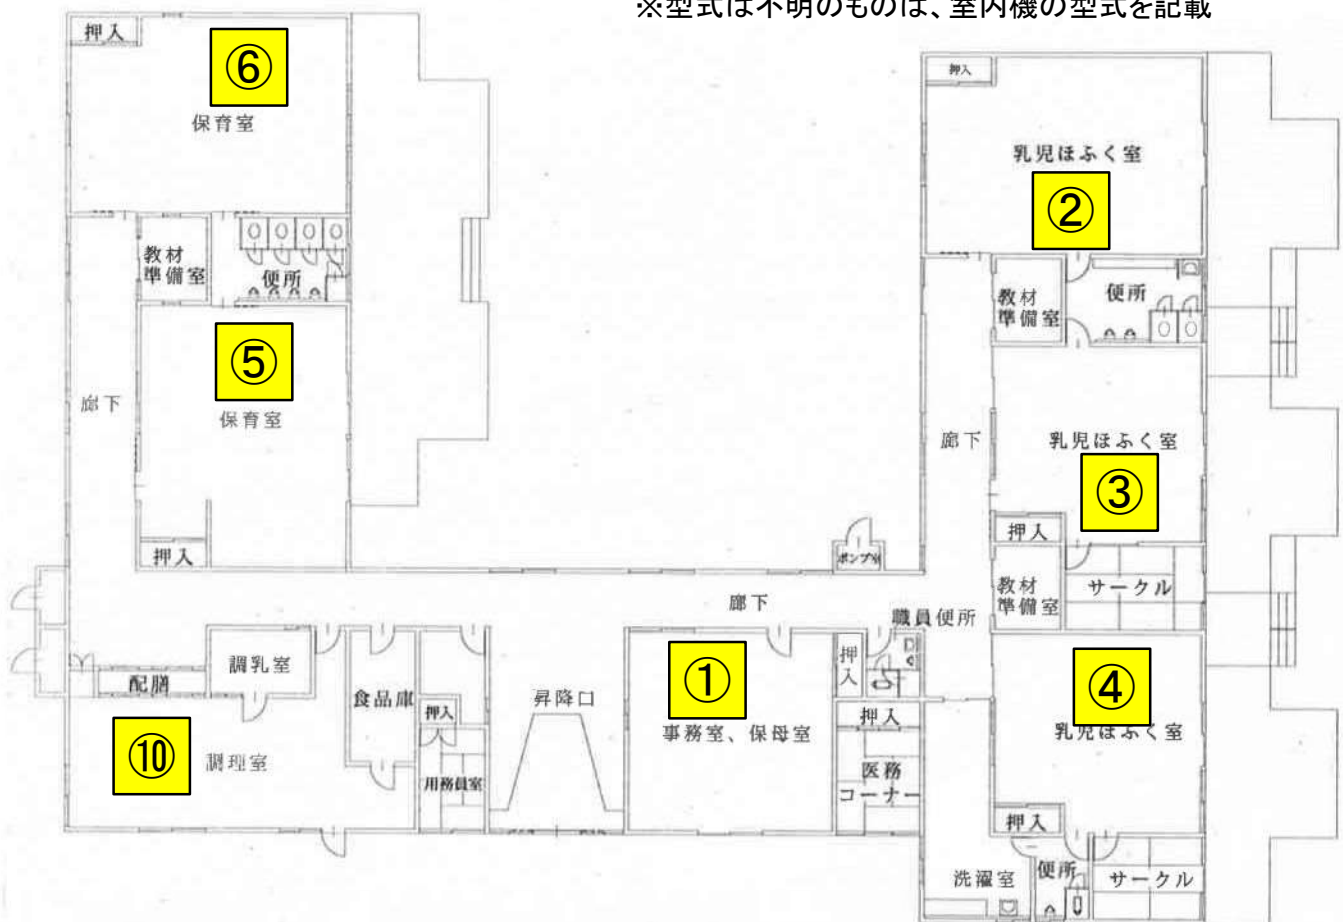 ※型式は不明のものは、室内機の型式を記載
押入
⑥
保育室
教材
準備室
便所
⑤
保育室
廊下
押入
押入
乳児ほふく室
②
教材
準備室
便所
廊下
乳児ほふく室
③
押入
教材
準備室
サークル
ポンプ室
廊下
職員便所
調乳室
配膳
食品庫
⑩
調理室
押入
用務員室
昇降口
①
事務室、保母室
押
入
押入
医務
コーナー
④
乳児ほふく室
押入
洗濯室
便所
サークル